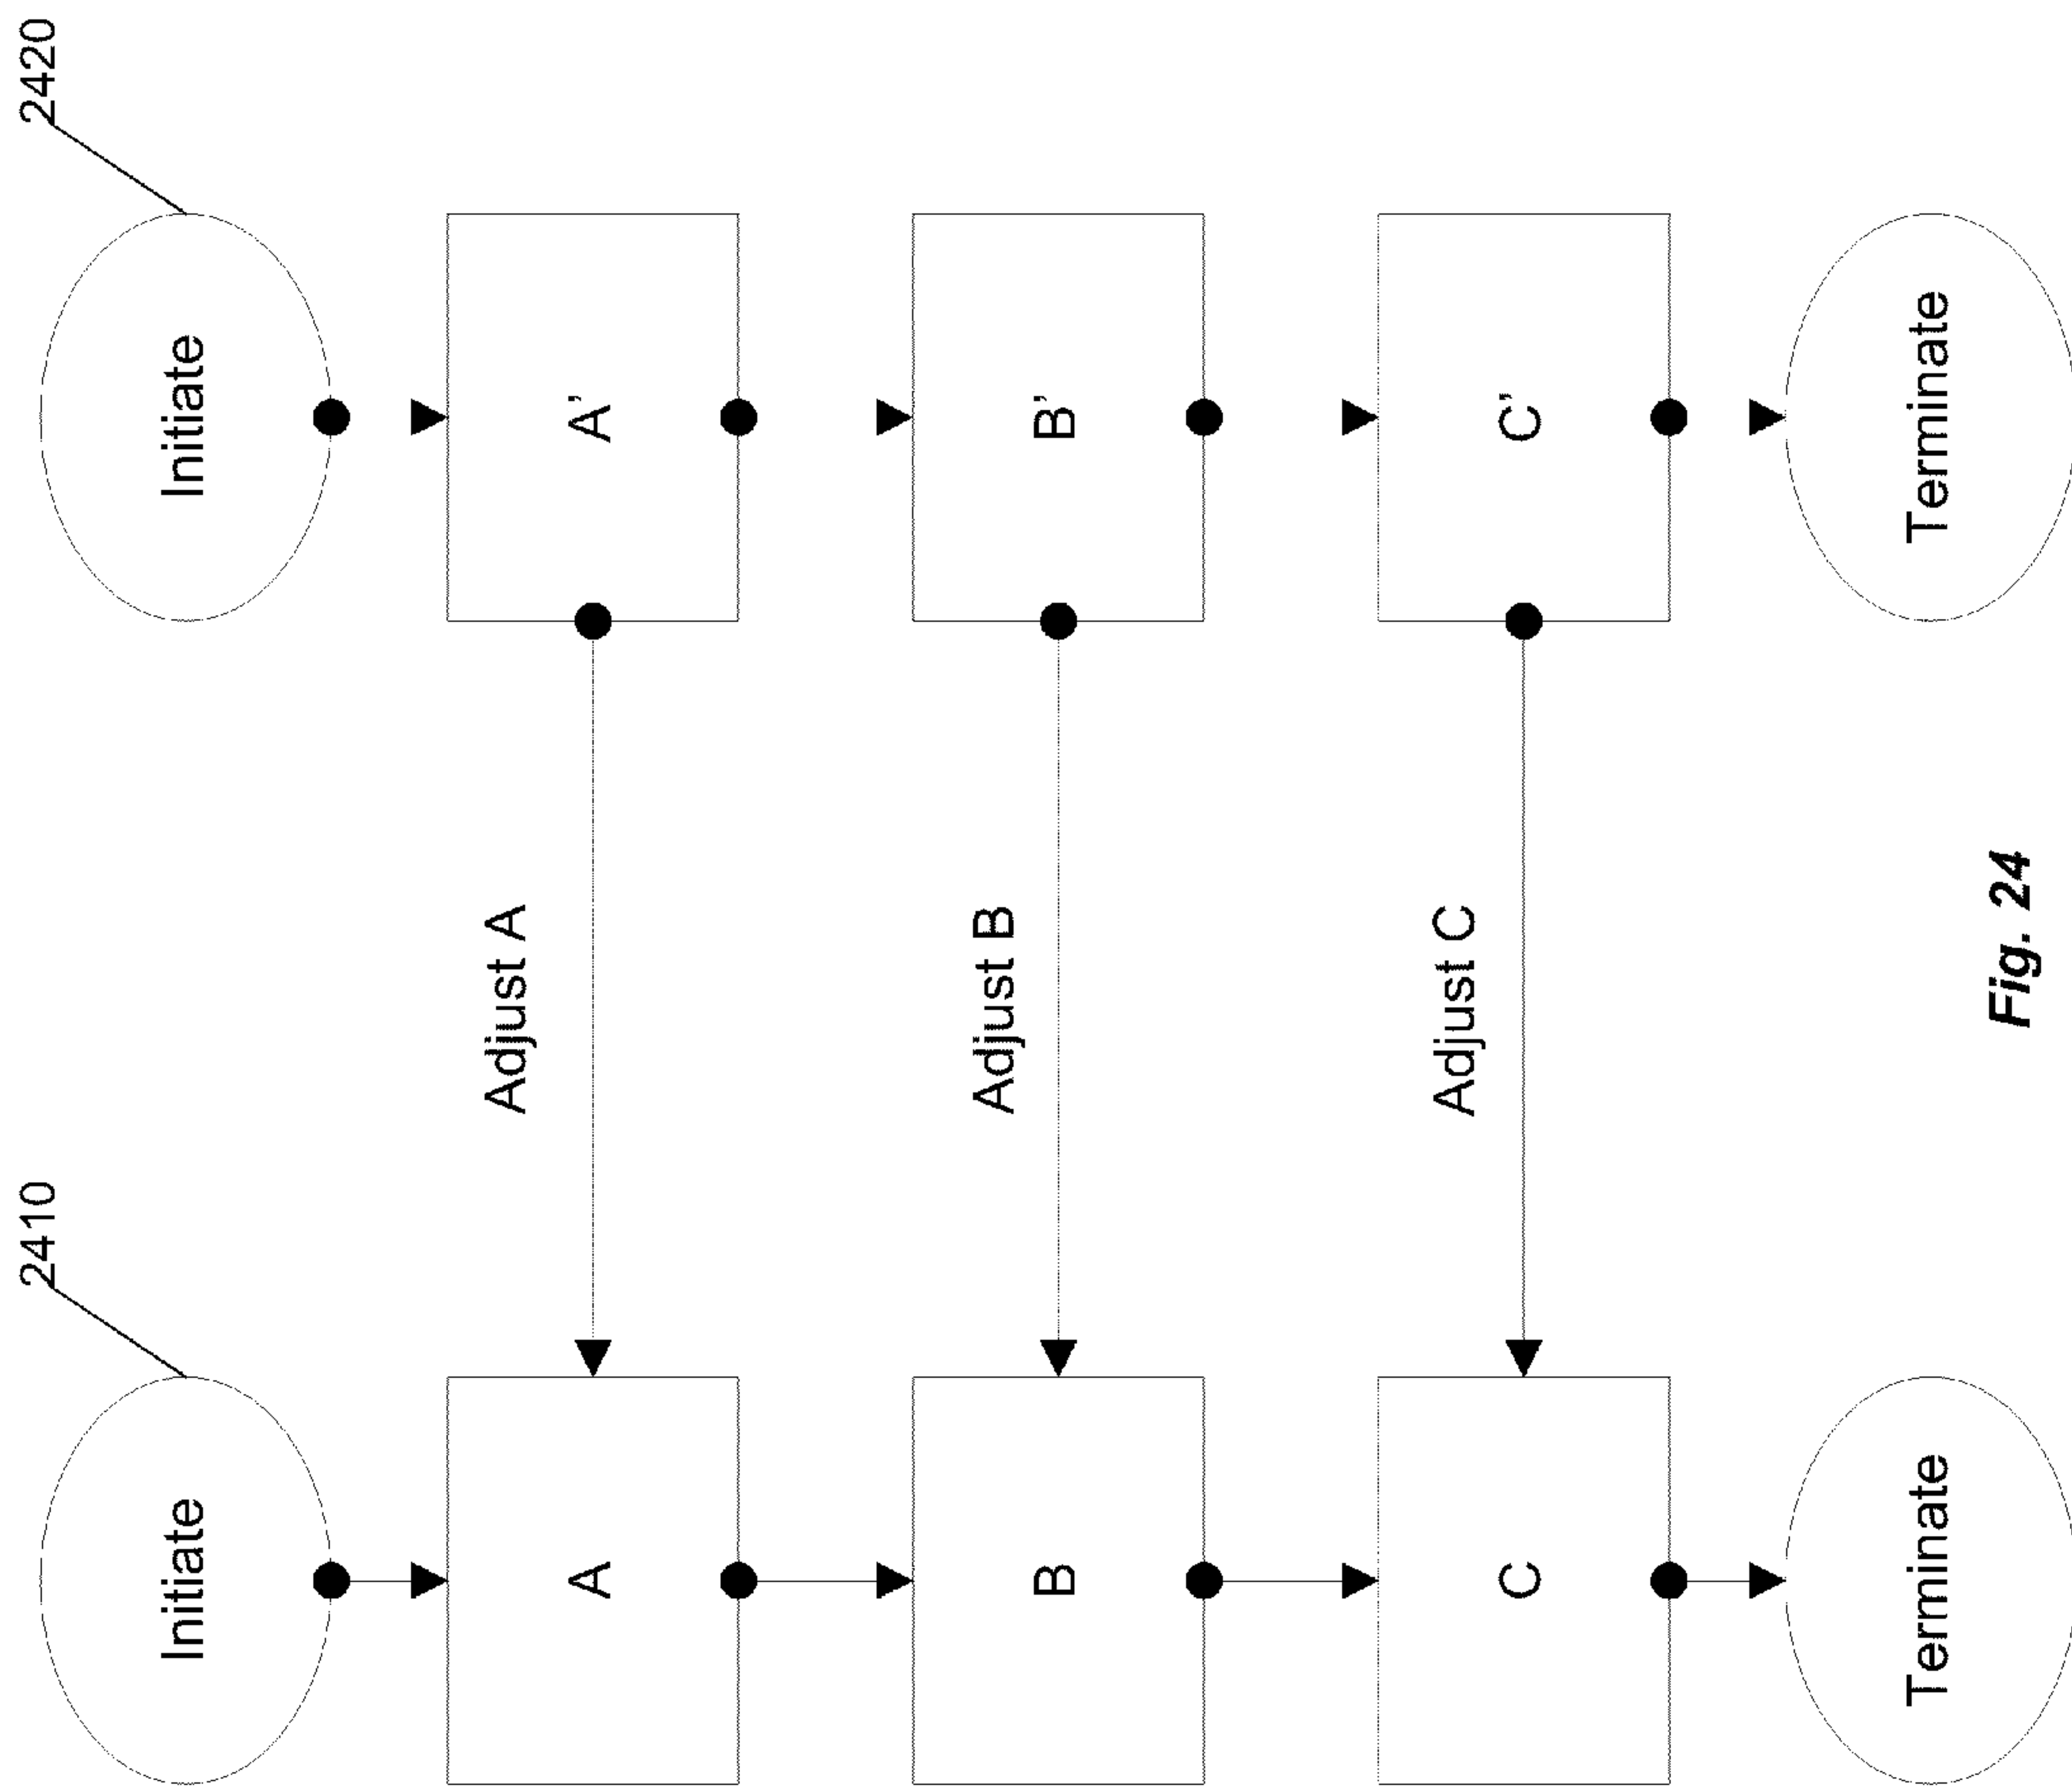 2410
2420
Initiate
Initiate
Adjust A
A
A’
Adjust B
B
B’
Adjust C
C
C’
Terminate
Terminate
Fig. 24